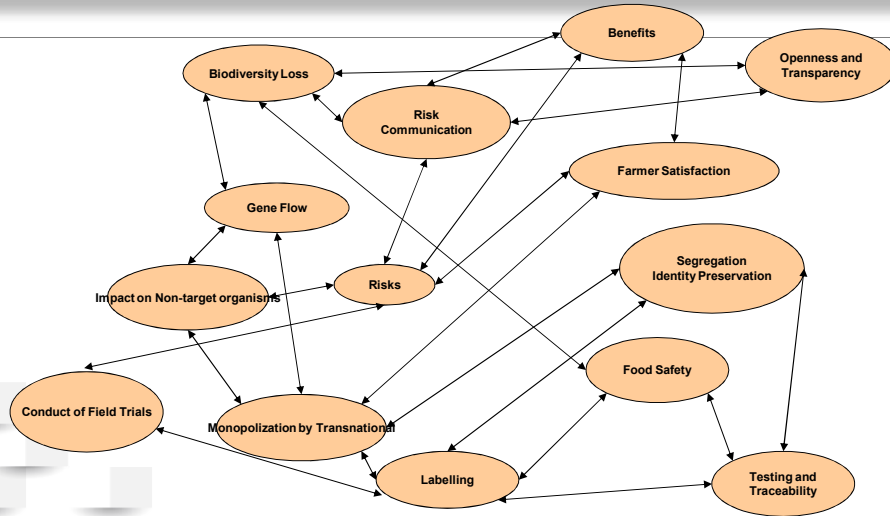 Benefits
Biodiversity Loss
Openness and
Transparency
Risk
Communication
Farmer Satisfaction
Gene Flow
Segregation
Identity Preservation
Impact on Non-target organisms
Risks
Food Safety
Conduct of Field Trials
Monopolization by Transnational
Labelling
Testing and
Traceability